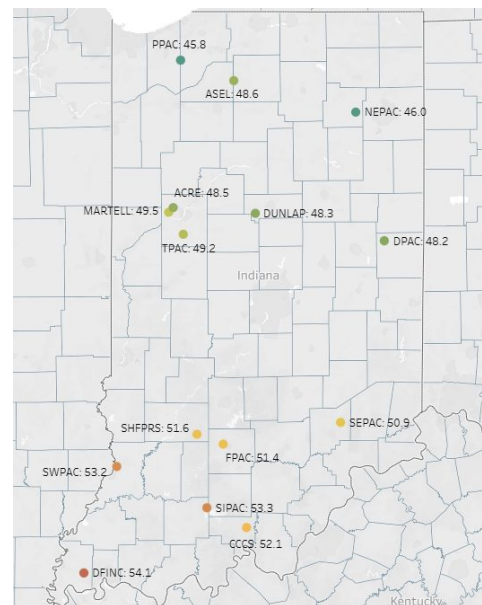 PPAC: 45.8
ASEL: 48.6
NEPAC: 46.0
ACRE: 48.5
MARTELL: 49.5
DUNLAP: 48.3
TPAC: 49.2
DPAC: 48.2
Indiana
SEPAC: 50.9
SHFPRS: 51.6
FPAC: 51.4
SWPAC: 53.2
SIPAC: 53.3
CCCS: 52.1
DFINC: 54.1
Kentucky